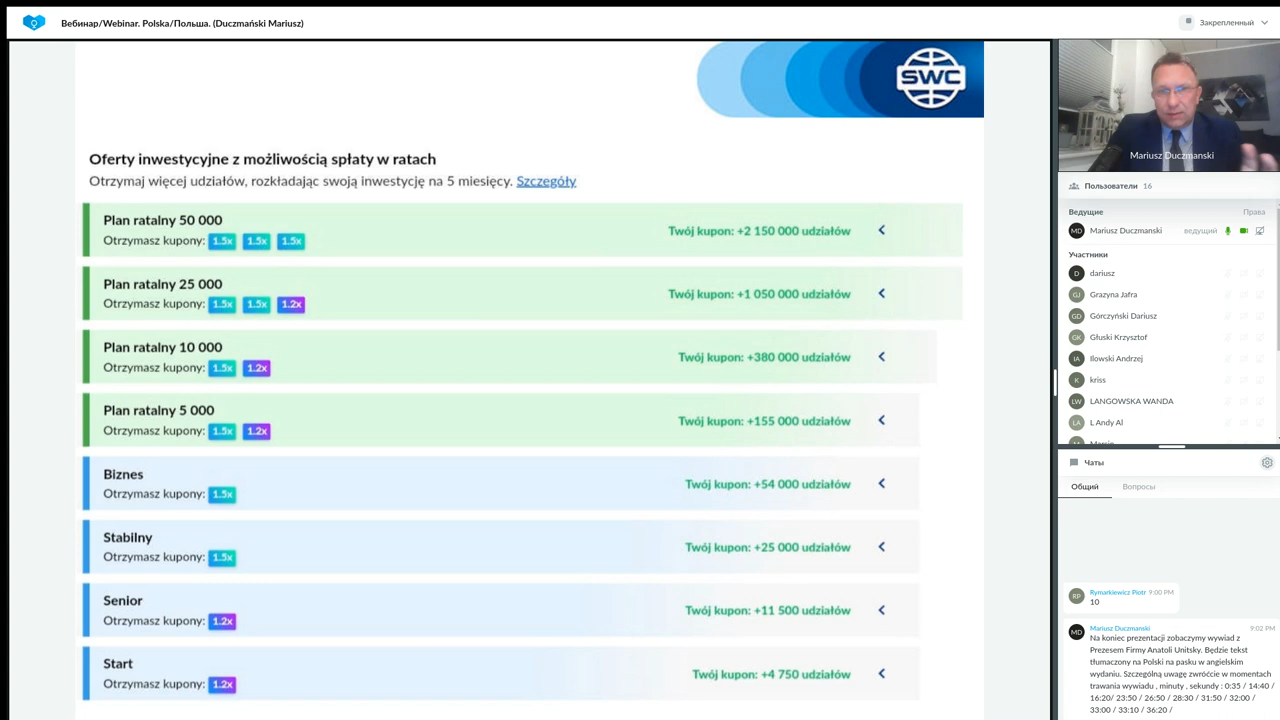 Вебинар/Webinar. Polska/Польша. (Duczmański Mariusz)
Закрепленный
SWC
Oferty inwestycyjne z możliwością spłaty w ratach
Otrzymaj więcej udziałów, rozkładając swoją inwestycję na 5 miesięcy. Szczegóły
Plan ratalny 50 000
Otrzymasz kupony: 1.5x 1.5x 1.5x
Twój kupon: +2 150 000 udziałów
Plan ratalny 25 000
Otrzymasz kupony: 1.5x 1.5x 1.2x
Twój kupon: +1 050 000 udziałów
Plan ratalny 10 000
Otrzymasz kupony: 1.5x 1.2x
Twój kupon: +380 000 udziałów
Plan ratalny 5 000
Otrzymasz kupony: 1.5x 1.2x
Twój kupon: +155 000 udziałów
Biznes
Otrzymasz kupony: 1.5x
Twój kupon: +54 000 udziałów
Stabilny
Otrzymasz kupony: 1.5x
Twój kupon: +25 000 udziałów
Senior
Otrzymasz kupony: 1.2x
Twój kupon: +11 500 udziałów
Start
Otrzymasz kupony: 1.2x
Twój kupon: +4 750 udziałów
Mariusz Duczmanski
Пользователи 16
Ведущие Права
MD Mariusz Duczmanski ведущий
Участники
D dariusz
GJ Grazyna Jafra
GD Górczyński Dariusz
GK Głuski Krzysztof
IA Ilowski Andrzej
K kriss
LW LANGOWSKA WANDA
LA L Andy Al
Чаты
Общий Вопросы
RP Rymarkiewicz Piotr 9:00 PM
10
MD Mariusz Duczmanski 9:02 PM
Na koniec prezentacji zobaczymy wywiad z
Prezesem Firmy Anatoli Unitsky. Będzie tekst
tłumaczony na Polski na pasku w angielskim
wydaniu. Szczególną uwagę zwróćcie w momentach
trawania wywiadu , minuty , sekundy : 0:35 / 14:40 /
16:20/ 23:50 / 26:50 / 28:30 / 31:50 / 32:00 /
33:00 / 33:10 / 36:20 /